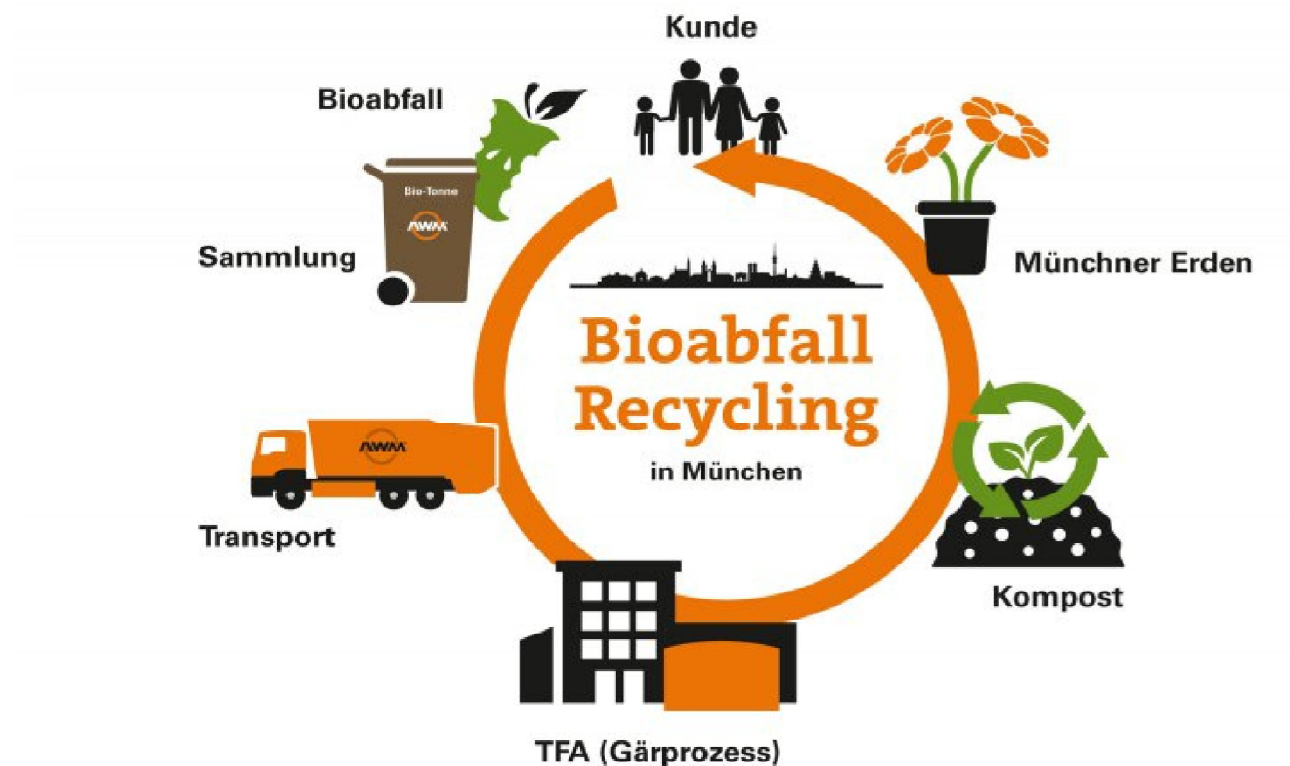 Kunde
Bioabfall
Bio-Tonne
AWM
Sammlung
Münchner Erden
Bioabfall
Recycling
in München
AWM
Transport
Kompost
TFA (Gärprozess)